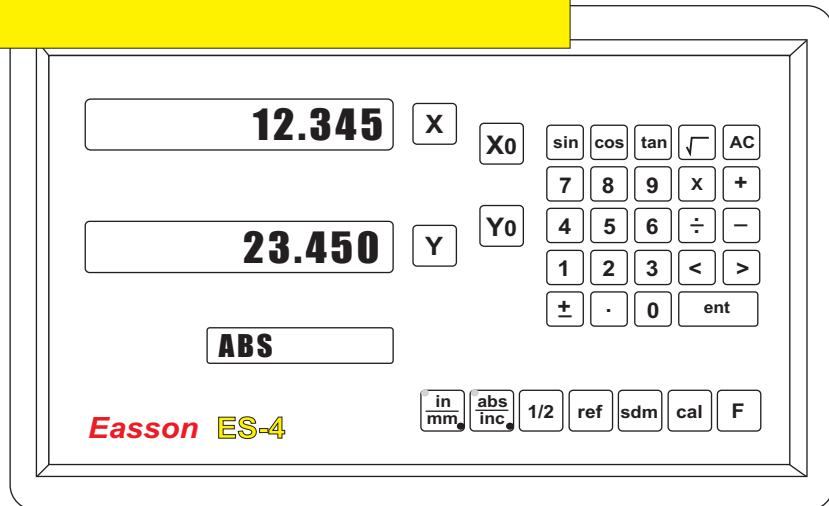 12.345 X
X0
sin cos tan √ AC
7 8 9 x +
23.450 Y
Y0
4 5 6 ÷ −
1 2 3 < >
± . 0 ent
ABS
Easson ES-4
in/mm abs/inc 1/2 ref sdm cal F